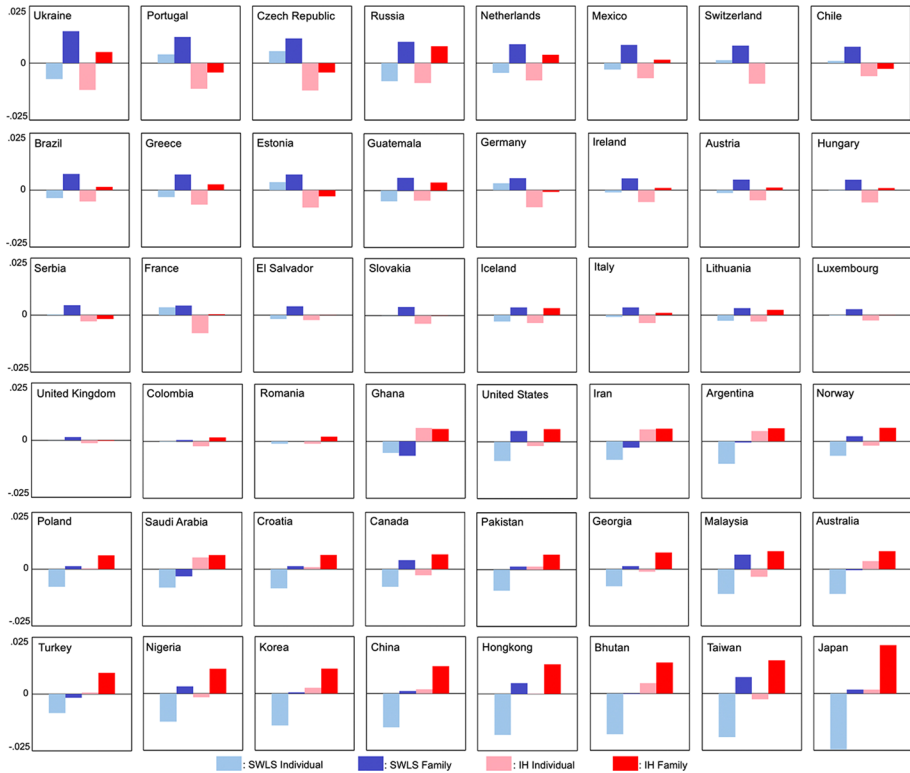 .025
Ukraine Portugal Czech Republic Russia Netherlands Mexico Switzerland Chile
0
-.025
.025
Brazil Greece Estonia Guatemala Germany Ireland Austria Hungary
0
-.025
.025
Serbia France El Salvador Slovakia Iceland Italy Lithuania Luxembourg
0
-.025
.025
United Kingdom Colombia Romania Ghana United States Iran Argentina Norway
0
-.025
.025
Poland Saudi Arabia Croatia Canada Pakistan Georgia Malaysia Australia
0
-.025
.025
Turkey Nigeria Korea China Hongkong Bhutan Taiwan Japan
0
-.025
: SWLS Individual : SWLS Family : IH Individual : IH Family